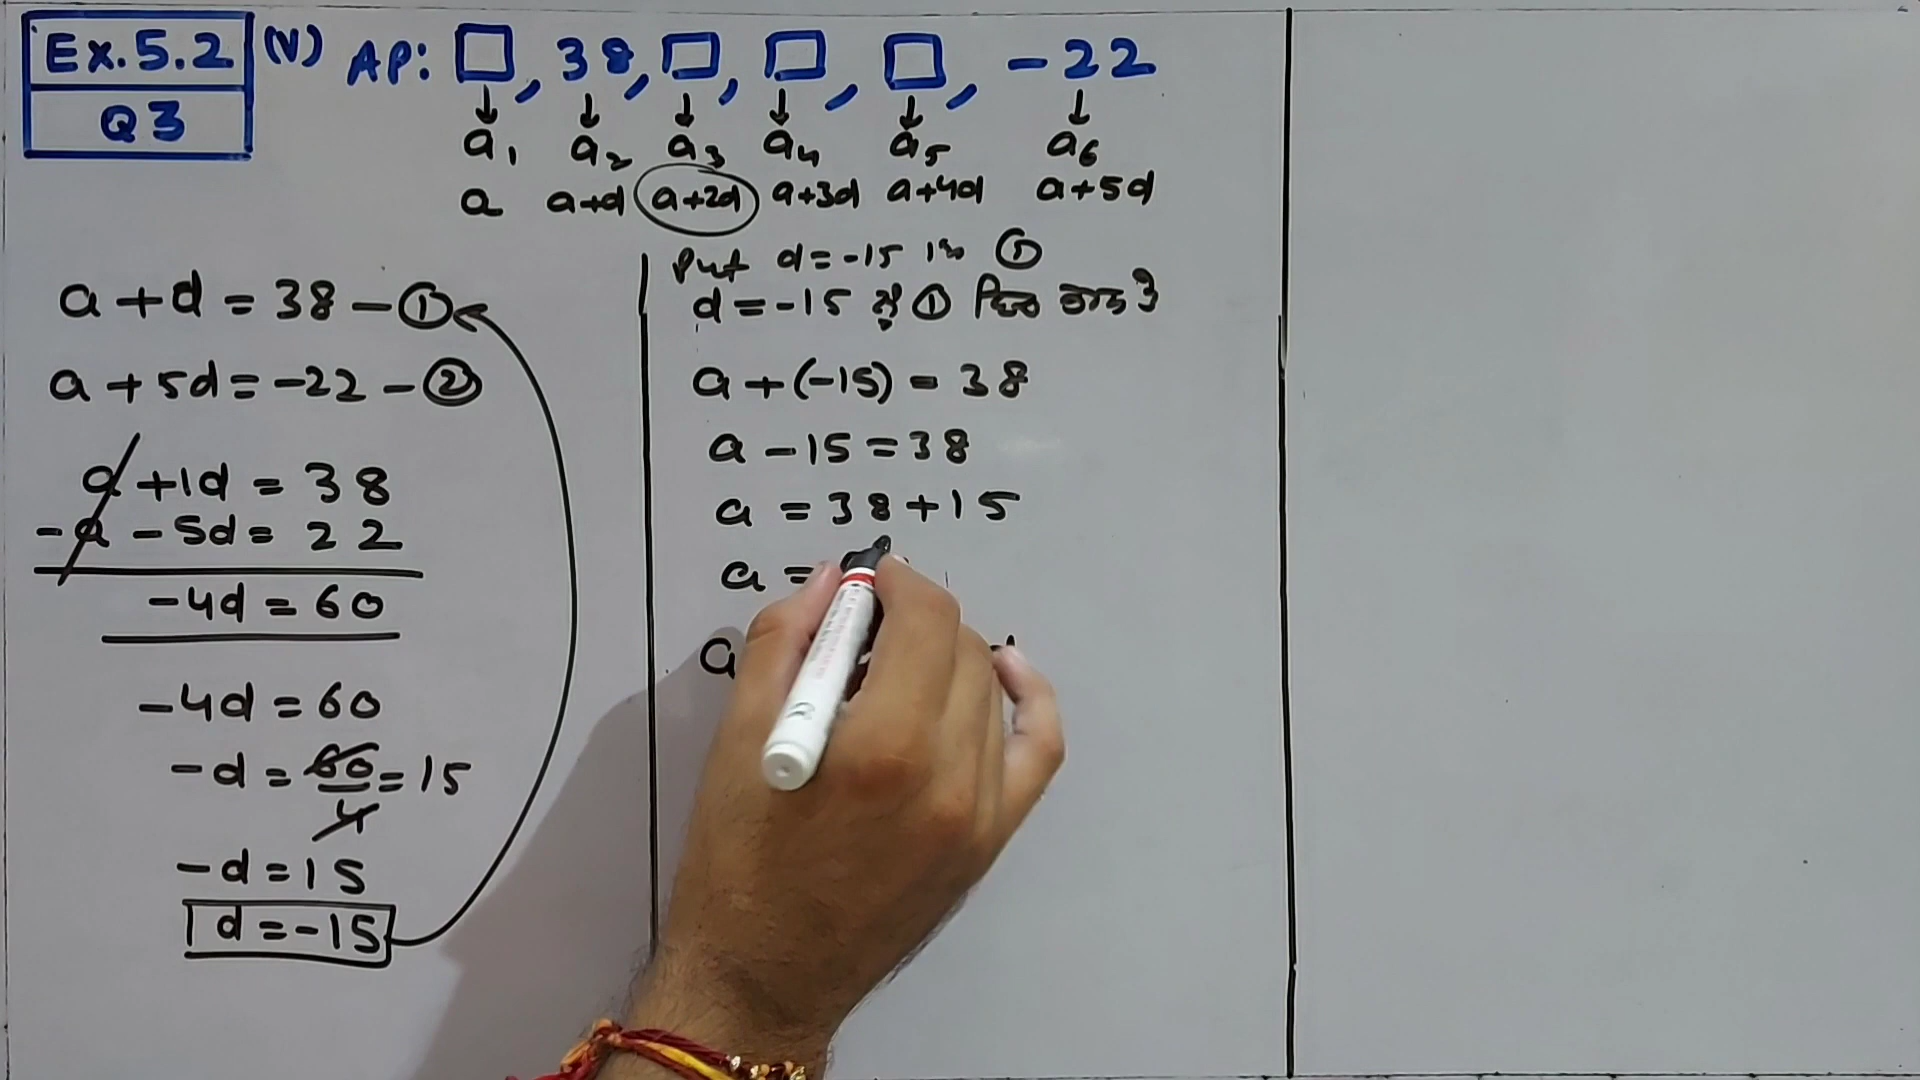 Ex.5.2 (V) AP: □, 38, □, □, □, -22
Q3
a₁ a₂ a₃ a₄ a₅ a₆
a a+d a+2d a+3d a+4d a+5d
a + d = 38 - ①
a + 5d = -22 - ②
a + 1d = 38
-a - 5d = 22
-4d = 60
-4d = 60
-d = 60/4 = 15
-d = 15
d = -15
Put d = -15 in ①
d = -15 ①
a + (-15) = 38
a - 15 = 38
a = 38 + 15
a =
a